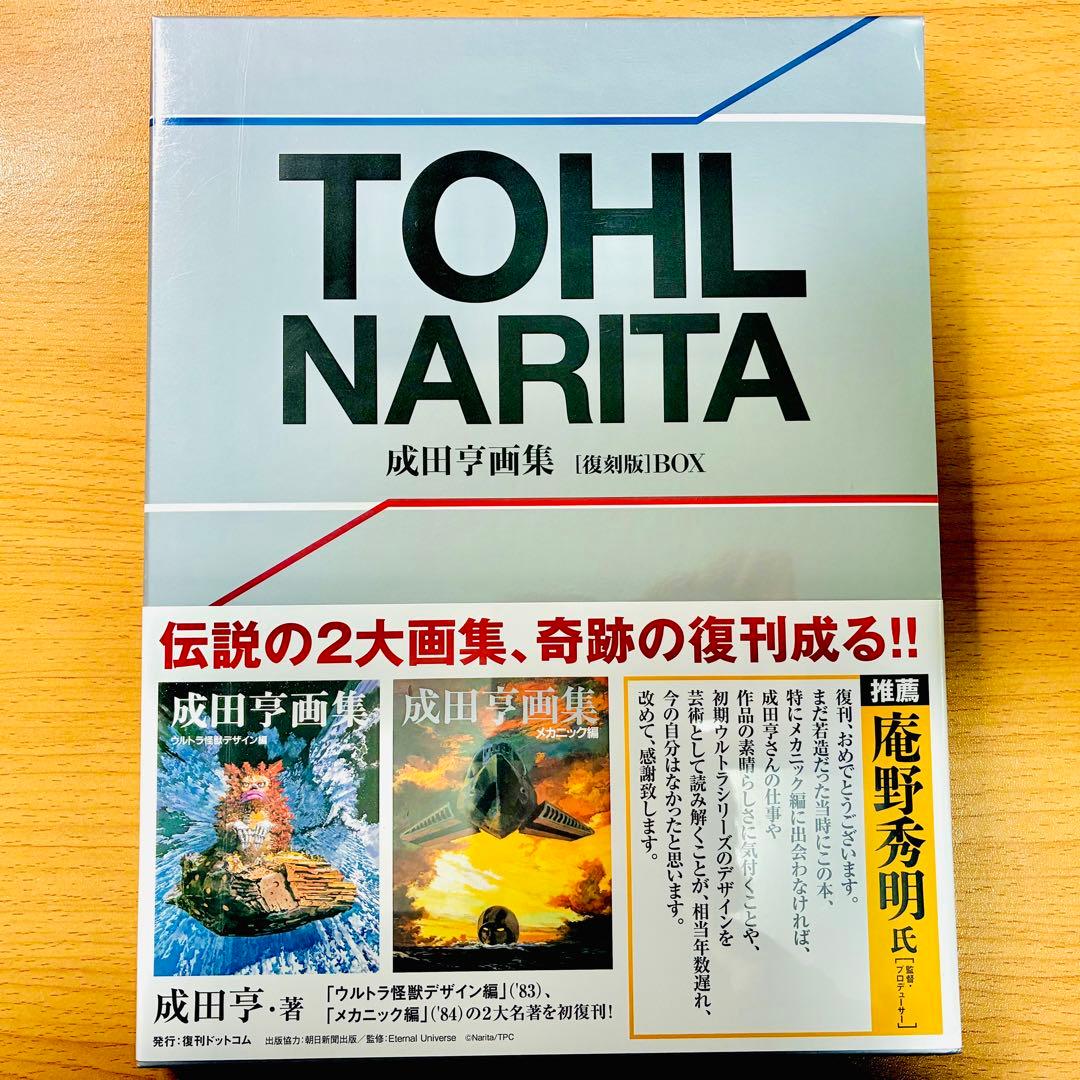 TOHL
NARITA
成田亨画集 [復刻版]BOX
伝説の2大画集、奇跡の復刊成る!!
成田亨画集
ウルトラ怪獣デザイン編
成田亨画集
メカニック編
推薦
庵野秀明氏
[監督・
プロデューサー]
復刊、おめでとうございます。
まだ若造だった当時にこの本、
特にメカニック編に出会わなければ、
成田亨さんの仕事や
作品の素晴らしさに気付くことや、
初期ウルトラシリーズのデザインを
芸術として読み解くことが、相当年数遅れ、
今の自分はなかったと思います。
改めて、感謝致します。
成田亨・著
「ウルトラ怪獣デザイン編」('83)、
「メカニック編」('84)の2大名著を初復刊!
発行:復刊ドットコム 出版協力:朝日新聞出版/監修:Eternal Universe ©Narita/TPC